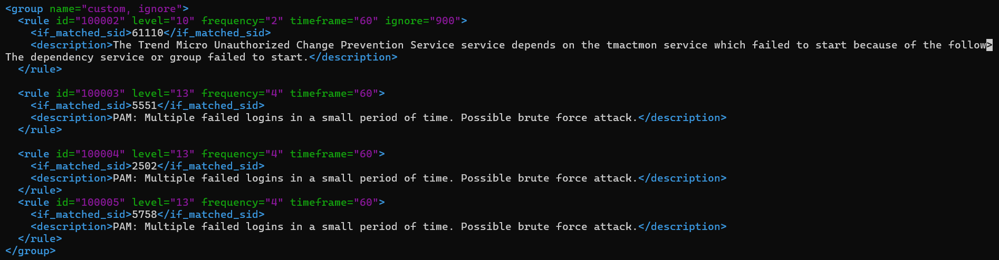 <group name="custom, ignore">
  <rule id="100002" level="10" frequency="2" timeframe="60" ignore="900">
    <if_matched_sid>61110</if_matched_sid>
    <description>The Trend Micro Unauthorized Change Prevention Service service depends on the tmactmon service which failed to start because of the follow>
The dependency service or group failed to start.</description>
  </rule>

  <rule id="100003" level="13" frequency="4" timeframe="60">
    <if_matched_sid>5551</if_matched_sid>
    <description>PAM: Multiple failed logins in a small period of time. Possible brute force attack.</description>
  </rule>

  <rule id="100004" level="13" frequency="4" timeframe="60">
    <if_matched_sid>2502</if_matched_sid>
    <description>PAM: Multiple failed logins in a small period of time. Possible brute force attack.</description>
  </rule>
  <rule id="100005" level="13" frequency="4" timeframe="60">
    <if_matched_sid>5758</if_matched_sid>
    <description>PAM: Multiple failed logins in a small period of time. Possible brute force attack.</description>
  </rule>
</group>